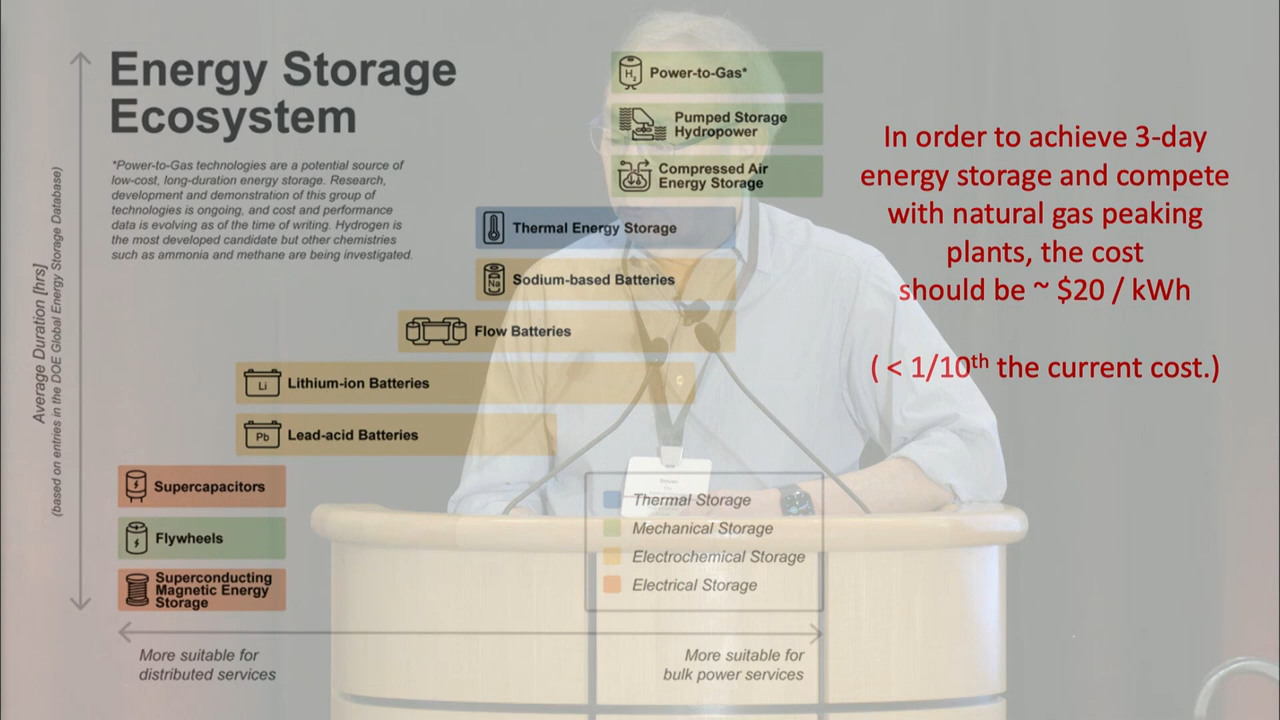 Energy Storage
Ecosystem
*Power-to-Gas technologies are a potential source of
low-cost, long-duration energy storage. Research,
development and demonstration of this group of
technologies is ongoing, and cost and performance
data is evolving as of the time of writing. Hydrogen is
the most developed candidate but other chemistries
such as ammonia and methane are being investigated.
Average Duration [hrs]
(based on entries in the DOE Global Energy Storage Database)
H₂
Power-to-Gas*
Pumped Storage
Hydropower
Compressed Air
Energy Storage
Thermal Energy Storage
Na
Sodium-based Batteries
Flow Batteries
Li
Lithium-ion Batteries
Pb
Lead-acid Batteries
Supercapacitors
Flywheels
Superconducting
Magnetic Energy
Storage
Thermal Storage
Mechanical Storage
Electrochemical Storage
Electrical Storage
More suitable for
distributed services
More suitable for
bulk power services
In order to achieve 3-day
energy storage and compete
with natural gas peaking
plants, the cost
should be ~ $20 / kWh
( < 1/10th the current cost.)